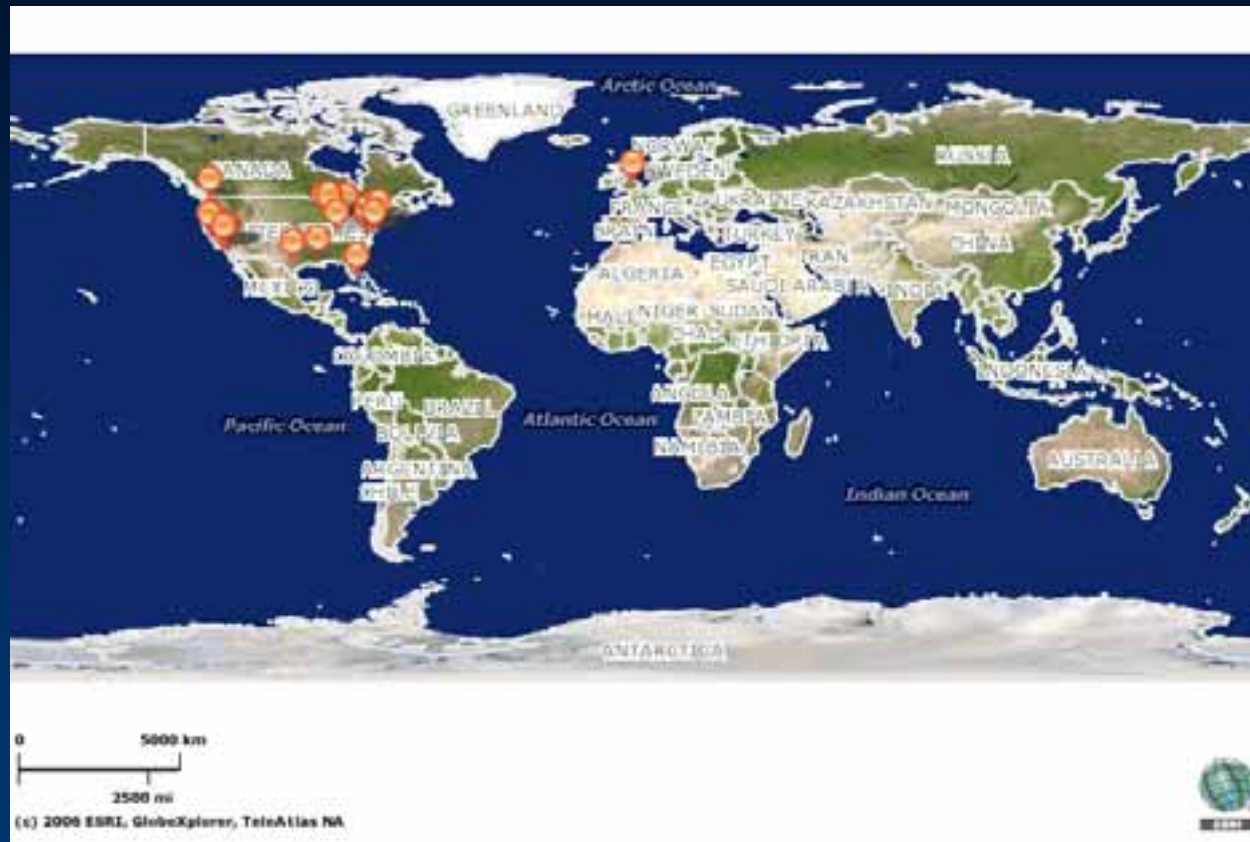 Arctic Ocean
GREENLAND
NORWAY
RUSSIA
CANADA
SWEDEN
UKRAINE
KAZAKHSTAN
MONGOLIA
FRANCE
SPAIN
TURKEY
CHINA
IRAN
ALGERIA
EGYPT
SAUDI ARABIA
INDIA
MEXICO
MALI
NIGER
SUDAN
CHAD
ETHIOPIA
COLOMBIA
INDONESIA
PERU
BRAZIL
ANGOLA
Pacific Ocean
Atlantic Ocean
ZAMBIA
BOLIVIA
NAMIBIA
AUSTRALIA
ARGENTINA
CHILE
Indian Ocean
ANTARCTICA
0 5000 km
2500 mi
(c) 2006 ESRI, GlobeXplorer, TeleAtlas NA
ESRI